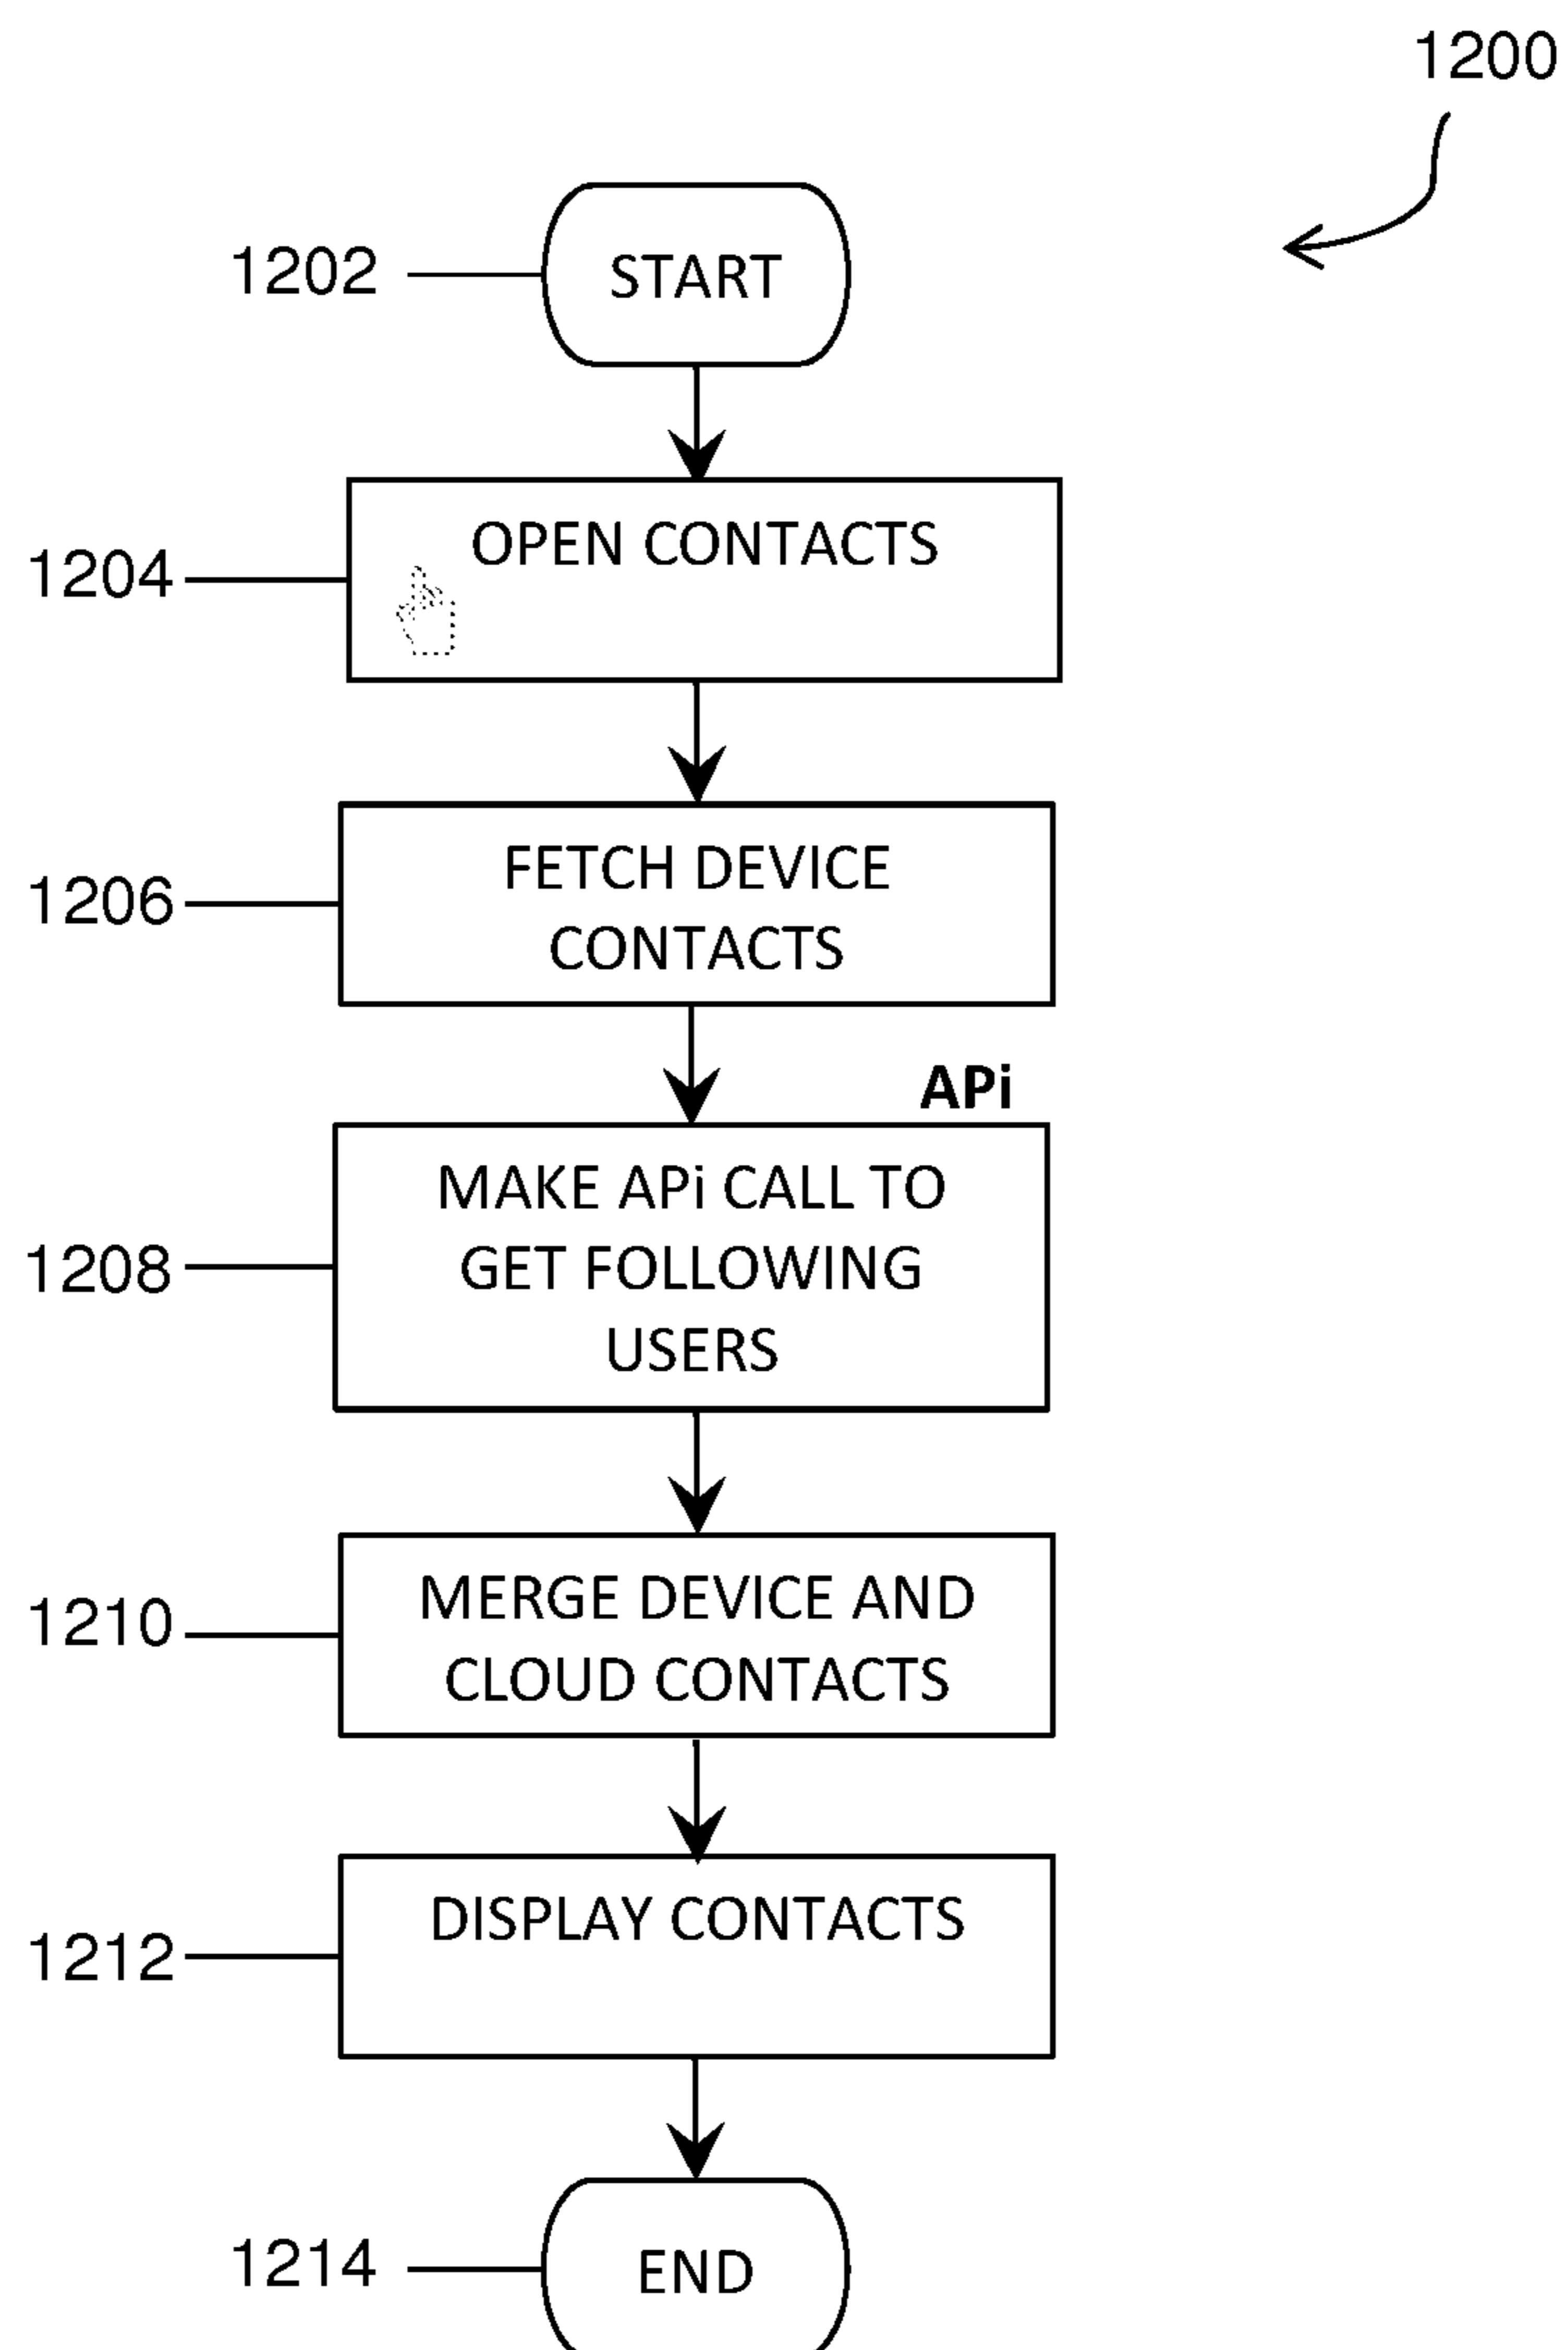 1200
1202
START
1204
OPEN CONTACTS
1206
FETCH DEVICE
CONTACTS
APi
1208
MAKE APi CALL TO
GET FOLLOWING
USERS
1210
MERGE DEVICE AND
CLOUD CONTACTS
1212
DISPLAY CONTACTS
1214
END